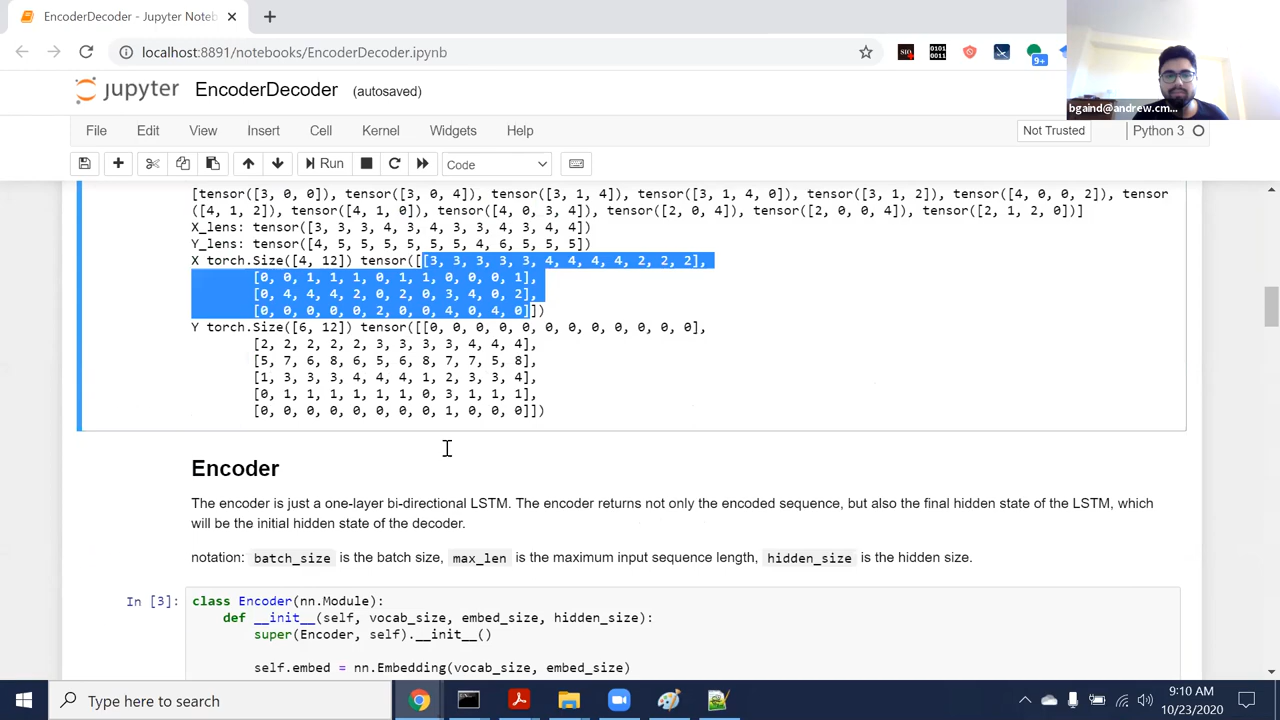 EncoderDecoder - Jupyter Noteb
localhost:8891/notebooks/EncoderDecoder.ipynb
SIO
0101
0011
9+
bgaind@andrew.cm...
jupyter EncoderDecoder (autosaved)
File Edit View Insert Cell Kernel Widgets Help
Not Trusted
Python 3
Run
Code
[tensor([3, 0, 0]), tensor([3, 0, 4]), tensor([3, 1, 4]), tensor([3, 1, 4, 0]), tensor([3, 1, 2]), tensor([4, 0, 0, 2]), tensor
([4, 1, 2]), tensor([4, 1, 0]), tensor([4, 0, 3, 4]), tensor([2, 0, 4]), tensor([2, 0, 0, 4]), tensor([2, 1, 2, 0])]
X_lens: tensor([3, 3, 3, 4, 3, 4, 3, 3, 4, 3, 4, 4])
Y_lens: tensor([4, 5, 5, 5, 5, 5, 5, 4, 6, 5, 5, 5])
X torch.Size([4, 12]) tensor([[3, 3, 3, 3, 3, 4, 4, 4, 4, 2, 2, 2],
[0, 0, 1, 1, 1, 0, 1, 1, 0, 0, 0, 1],
[0, 4, 4, 4, 2, 0, 2, 0, 3, 4, 0, 2],
[0, 0, 0, 0, 0, 2, 0, 0, 4, 0, 4, 0]])
Y torch.Size([6, 12]) tensor([[0, 0, 0, 0, 0, 0, 0, 0, 0, 0, 0, 0],
[2, 2, 2, 2, 2, 3, 3, 3, 3, 4, 4, 4],
[5, 7, 6, 8, 6, 5, 6, 8, 7, 7, 5, 8],
[1, 3, 3, 3, 4, 4, 4, 1, 2, 3, 3, 4],
[0, 1, 1, 1, 1, 1, 1, 0, 3, 1, 1, 1],
[0, 0, 0, 0, 0, 0, 0, 0, 1, 0, 0, 0]])
Encoder
The encoder is just a one-layer bi-directional LSTM. The encoder returns not only the encoded sequence, but also the final hidden state of the LSTM, which
will be the initial hidden state of the decoder.
notation: batch_size is the batch size, max_len is the maximum input sequence length, hidden_size is the hidden size.
In [3]: class Encoder(nn.Module):
def __init__(self, vocab_size, embed_size, hidden_size):
super(Encoder, self).__init__()
self.embed = nn.Embedding(vocab_size, embed_size)
Type here to search
9:10 AM
10/23/2020